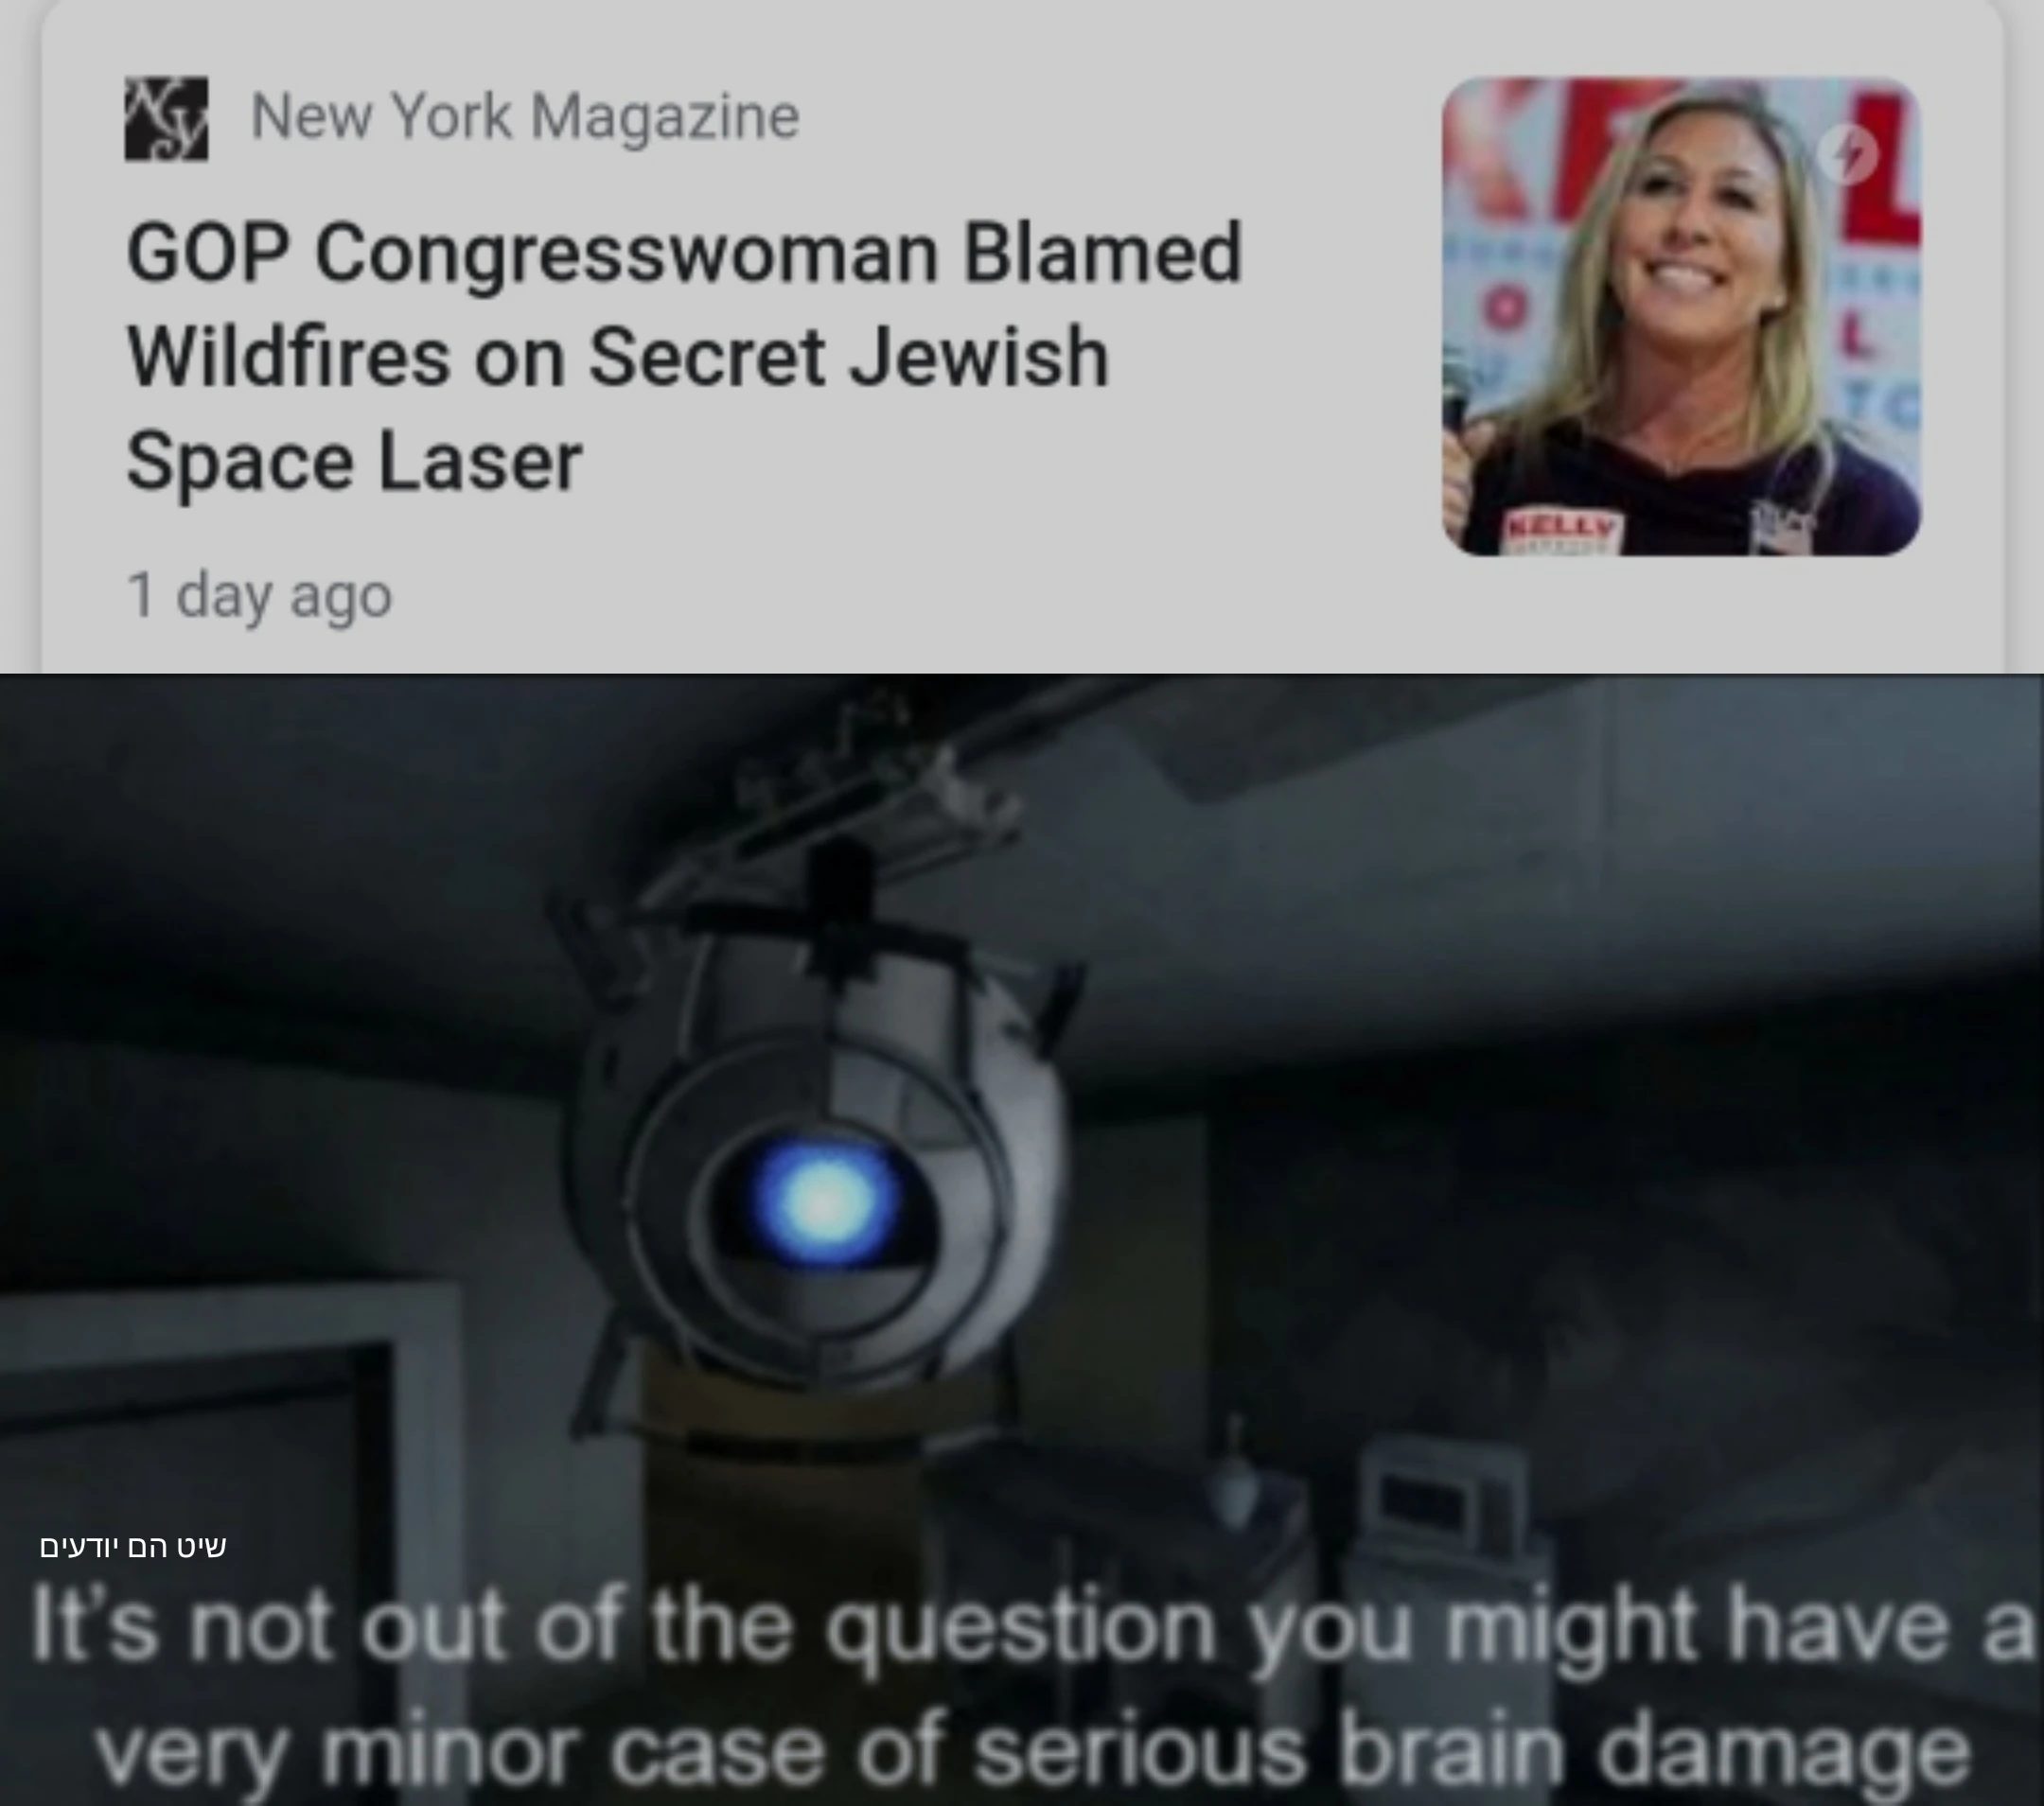 New York Magazine
GOP Congresswoman Blamed
Wildfires on Secret Jewish
Space Laser
1 day ago
KELLY
שיט הם יודעים
It's not out of the question you might have a
very minor case of serious brain damage